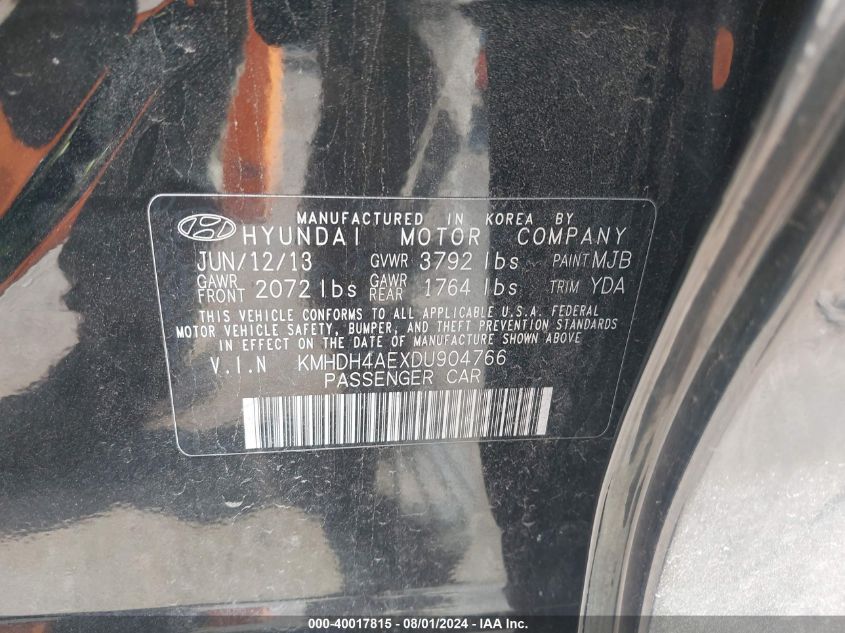 MANUFACTURED IN KOREA BY
HYUNDAI MOTOR COMPANY
JUN/12/13 GVWR 3792 lbs PAINT MJB
GAWR FRONT 2072 lbs GAWR REAR 1764 lbs TRIM YDA
THIS VEHICLE CONFORMS TO ALL APPLICABLE U.S.A. FEDERAL
MOTOR VEHICLE SAFETY, BUMPER, AND THEFT PREVENTION STANDARDS
IN EFFECT ON THE DATE OF MANUFACTURE SHOWN ABOVE
V.I.N KMHDH4AEXDU904766
PASSENGER CAR
000-40017815 - 08/01/2024 - IAA Inc.